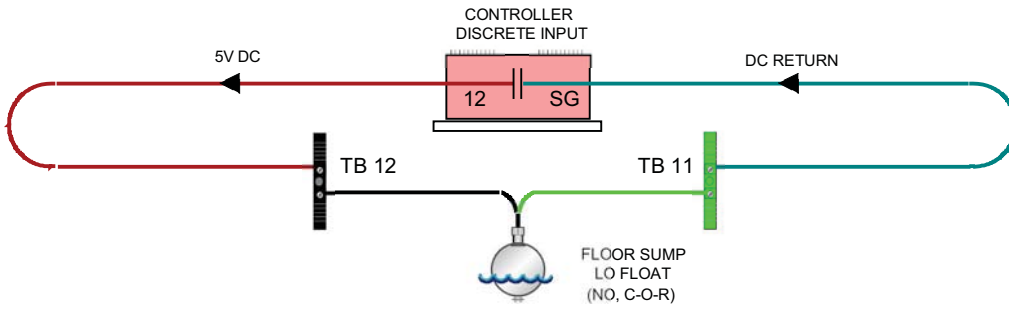 CONTROLLER
DISCRETE INPUT
5V DC
DC RETURN
12
SG
TB 12
TB 11
FLOOR SUMP
LO FLOAT
(NO, C-O-R)